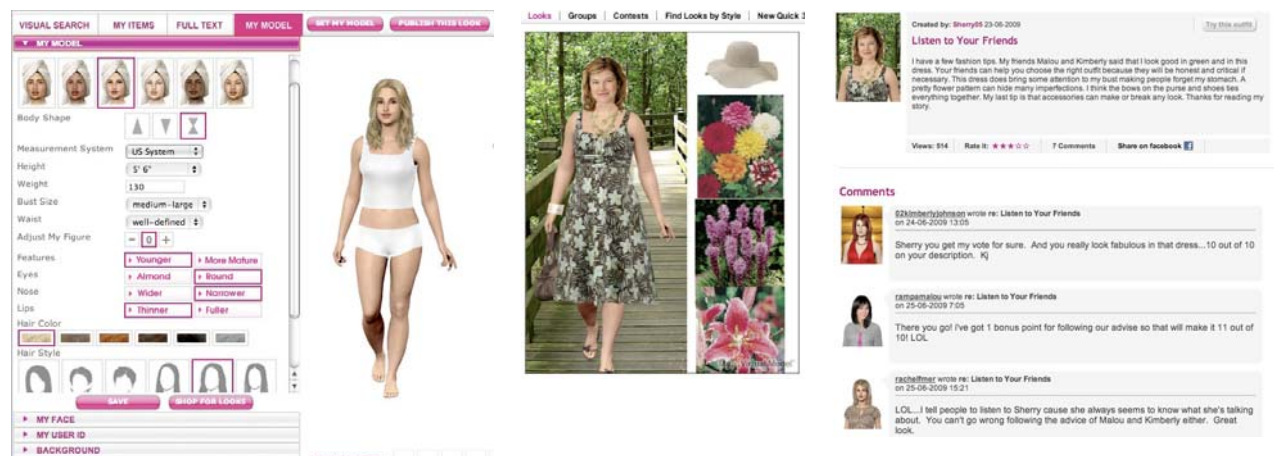 VISUAL SEARCH
MY ITEMS
FULL TEXT
MY MODEL
GET MY MODEL
PUBLISH THIS LOOK
MY MODEL
Body Shape
Measurement System
US System
Height
5' 6"
Weight
130
Bust Size
medium-large
Waist
well-defined
Adjust My Figure
− 0 +
Features
Younger
More Mature
Eyes
Almond
Round
Nose
Wider
Narrower
Lips
Thinner
Fuller
Hair Color
Hair Style
SAVE
SHOP FOR LOOKS
MY FACE
MY USER ID
BACKGROUND
Looks | Groups | Contests | Find Looks by Style | New Quick
Created by: Sherry05 23-06-2009
Try this outfit
Listen to Your Friends
I have a few fashion tips. My friends Malou and Kimberly said that I look good in green and in this
dress. Your friends can help you choose the right outfit because they will be honest and critical if
necessary. This dress does bring some attention to my bust making people forget my stomach. A
pretty flower pattern can hide many imperfections. I think the bows on the purse and shoes ties
everything together. My last tip is that accessories can make or break any look. Thanks for reading my
story.
Views: 514
Rate it: ★★★☆☆
7 Comments
Share on facebook f
Comments
02kimberlyjohnson wrote re: Listen to Your Friends
on 24-06-2009 13:05
Sherry you get my vote for sure. And you really look fabulous in that dress...10 out of 10
on your description. Kj
rampamalou wrote re: Listen to Your Friends
on 25-06-2009 7:05
There you go! i've got 1 bonus point for following our advise so that will make it 11 out of
10! LOL
rachelfmer wrote re: Listen to Your Friends
on 25-06-2009 15:21
LOL...I tell people to listen to Sherry cause she always seems to know what she's talking
about. You can't go wrong following the advice of Malou and Kimberly either. Great
look.